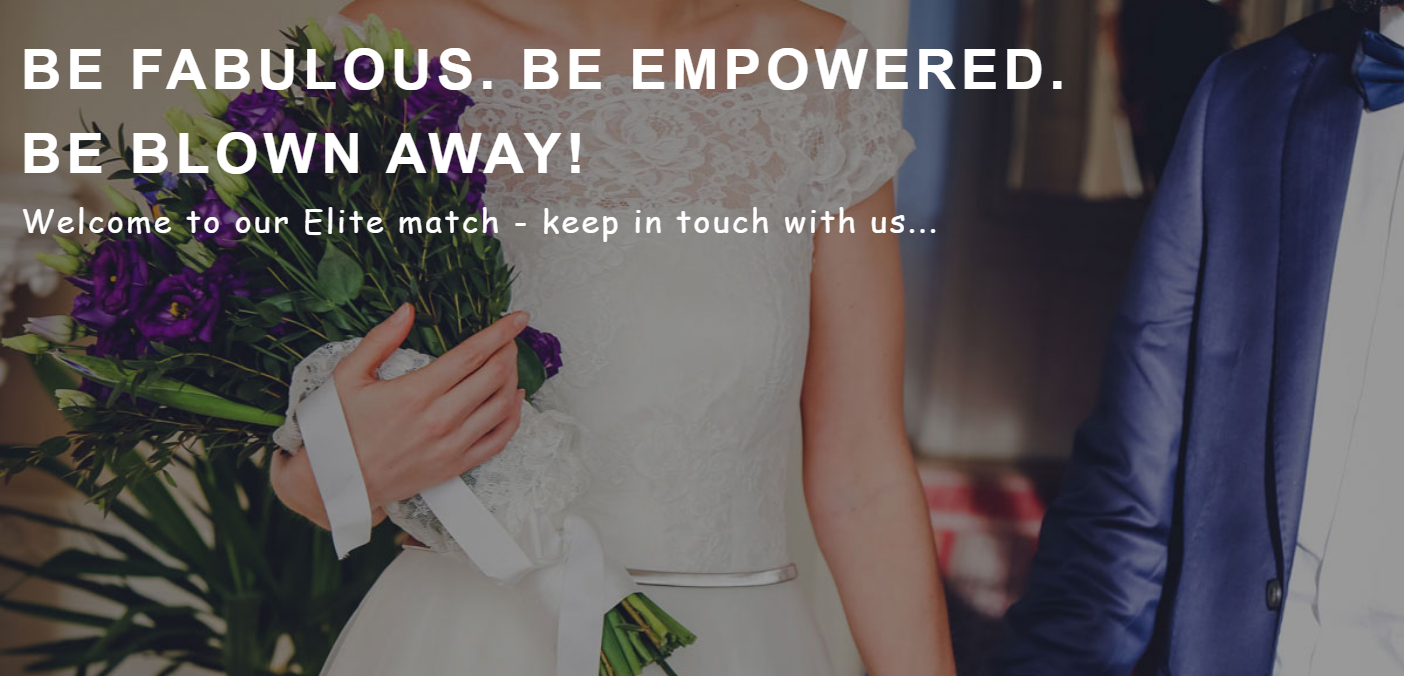 BE FABULOUS. BE EMPOWERED.
BE BLOWN AWAY!
Welcome to our Elite match - keep in touch with us...